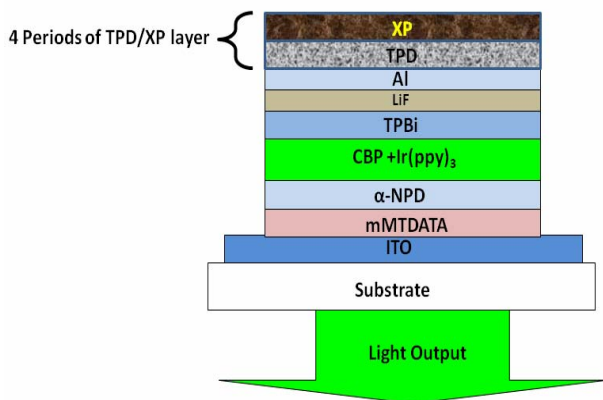 XP
4 Periods of TPD/XP layer
TPD
Al
LiF
TPBi
CBP +Ir(ppy)₃
α-NPD
mMTDATA
ITO
Substrate
Light Output